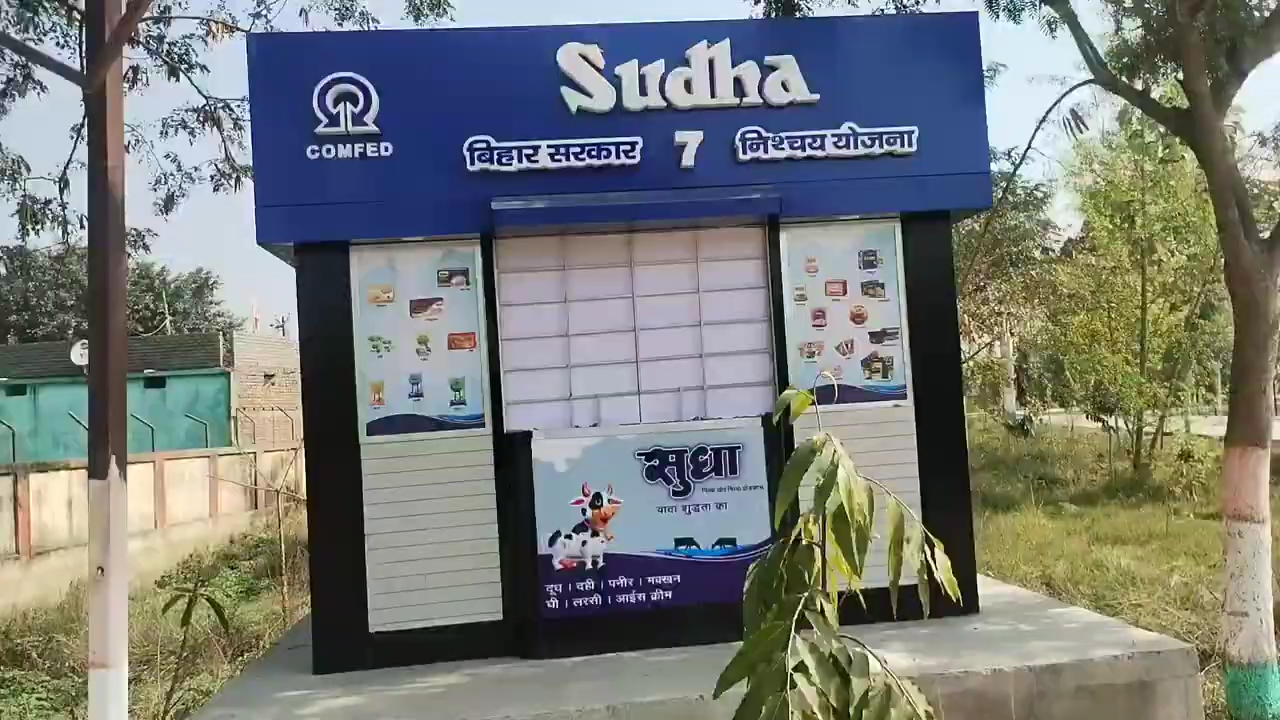 Sudha
COMFED
बिहार सरकार 7 निश्चय योजना
सुधा
वादा शुद्धता का
दूध । दही । पनीर । मक्खन
घी । लस्सी । आईस क्रीम